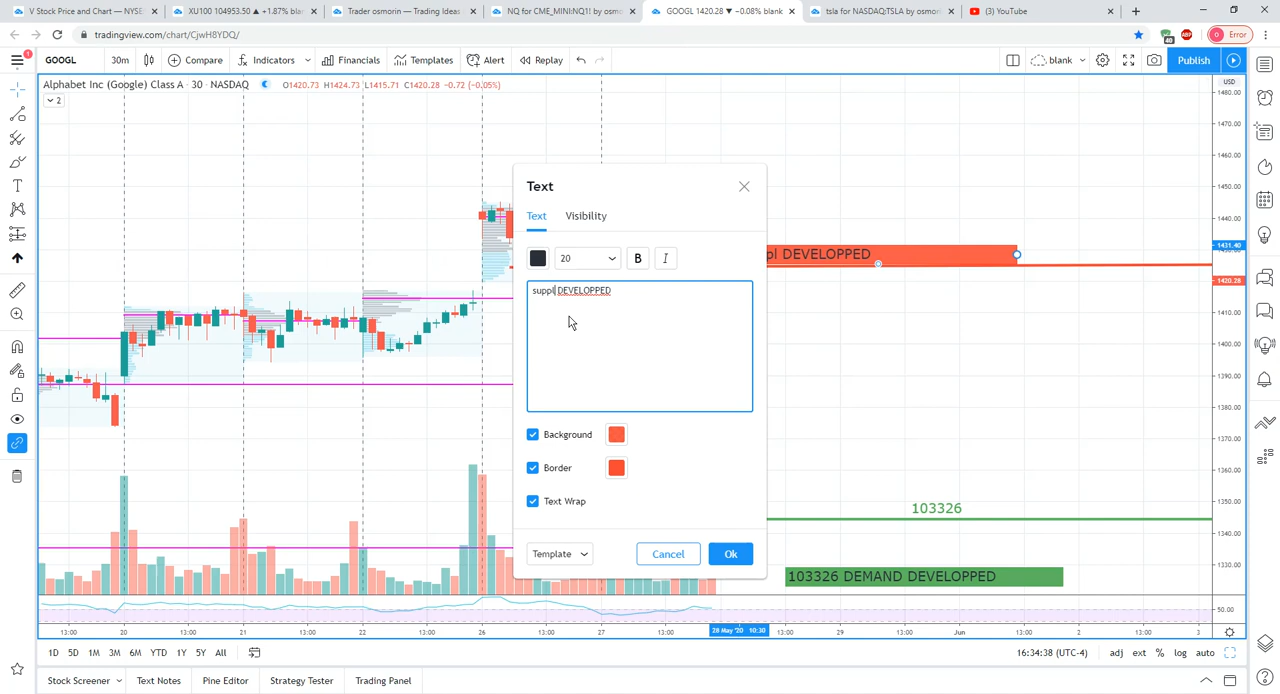 V Stock Price and Chart — NYSE
XU100 104953.50 ▲ +1.87% blank
Trader osmorin — Trading Ideas
NQ for CME_MINI:NQ1! by osmo
GOOGL 1420.28 ▼ −0.08% blank
tsla for NASDAQ:TSLA by osmori
(3) YouTube
tradingview.com/chart/CjwH8YDQ/
Error
GOOGL
30m
Compare
Indicators
Financials
Templates
Alert
Replay
blank
Publish
Alphabet Inc (Google) Class A · 30 · NASDAQ
O1420.73 H1424.73 L1415.71 C1420.28 −0.72 (−0.05%)
2
USD
1480.00
1470.00
1460.00
1450.00
1440.00
1431.40
1420.28
1410.00
1400.00
1390.00
1380.00
1370.00
1360.00
1350.00
1340.00
1330.00
50.00
Text
Text
Visibility
20
B
I
suppl DEVELOPPED
Background
Border
Text Wrap
Template
Cancel
Ok
pl DEVELOPPED
103326
103326 DEMAND DEVELOPPED
13:00
20
13:00
21
13:00
22
13:00
26
13:00
27
13:00
28 May '20 10:30
13:00
29
13:00
Jun
13:00
2
13:00
3
1D
5D
1M
3M
6M
YTD
1Y
5Y
All
16:34:38 (UTC-4)
adj
ext
%
log
auto
Stock Screener
Text Notes
Pine Editor
Strategy Tester
Trading Panel